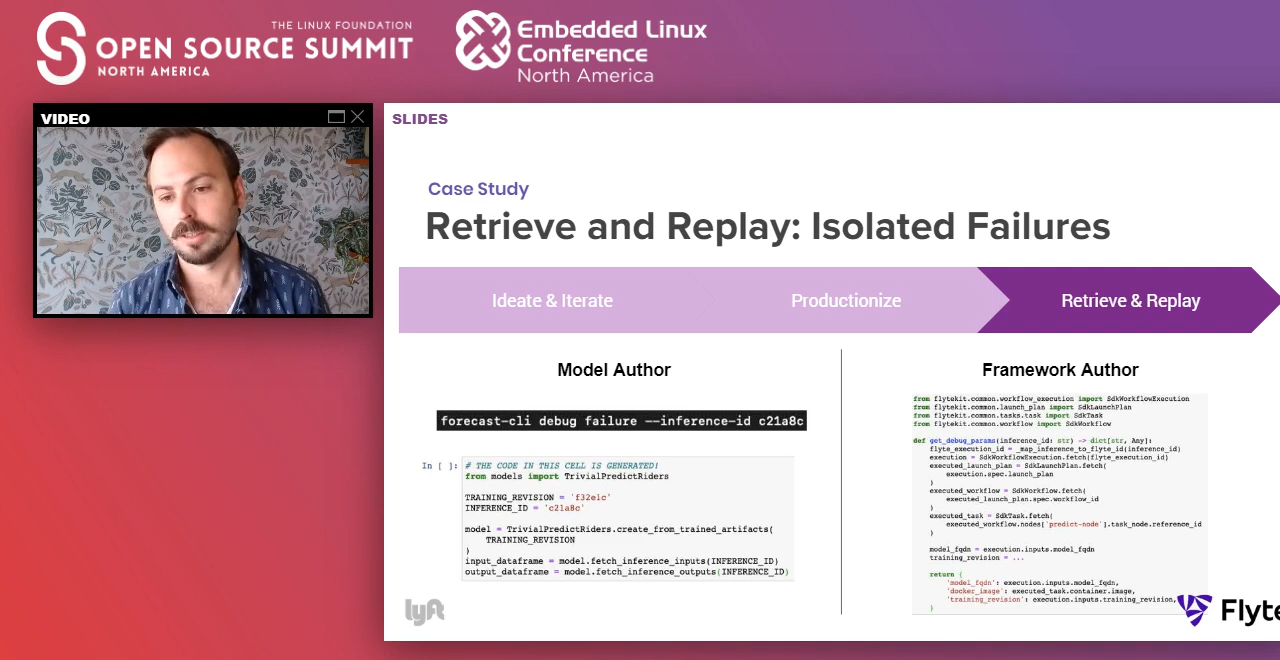 THE LINUX FOUNDATION
OPEN SOURCE SUMMIT
NORTH AMERICA
Embedded Linux
Conference
North America
VIDEO
SLIDES
Case Study
Retrieve and Replay: Isolated Failures
Ideate & Iterate
Productionize
Retrieve & Replay
Model Author
forecast-cli debug failure --inference-id c21a8c
In [ ]:
# THE CODE IN THIS CELL IS GENERATED!
from models import TrivialPredictRiders
TRAINING_REVISION = 'f32e1c'
INFERENCE_ID = 'c21a8c'
model = TrivialPredictRiders.create_from_trained_artifacts(
    TRAINING_REVISION
)
input_dataframe = model.fetch_inference_inputs(INFERENCE_ID)
output_dataframe = model.fetch_inference_outputs(INFERENCE_ID)
Framework Author
from flytekit.common.workflow_execution import SdkWorkflowExecution
from flytekit.common.launch_plan import SdkLaunchPlan
from flytekit.common.tasks.task import SdkTask
from flytekit.common.workflow import SdkWorkflow
def get_debug_params(inference_id: str) -> dict[str, Any]:
    flyte_execution_id = _map_inference_to_flyte_id(inference_id)
    execution = SdkWorkflowExecution.fetch(flyte_execution_id)
    executed_launch_plan = SdkLaunchPlan.fetch(
        execution.spec.launch_plan
    )
    executed_workflow = SdkWorkflow.fetch(
        executed_launch_plan.spec.workflow_id
    )
    executed_task = SdkTask.fetch(
        executed_workflow.nodes['predict-node'].task_node.reference_id
    )
    model_fqdn = execution.inputs.model_fqdn
    training_revision = ...
    return {
        'model_fqdn': execution.inputs.model_fqdn,
        'docker_image': executed_task.container.image,
        'training_revision': execution.inputs.training_revision,
    }
lyft
Flyte